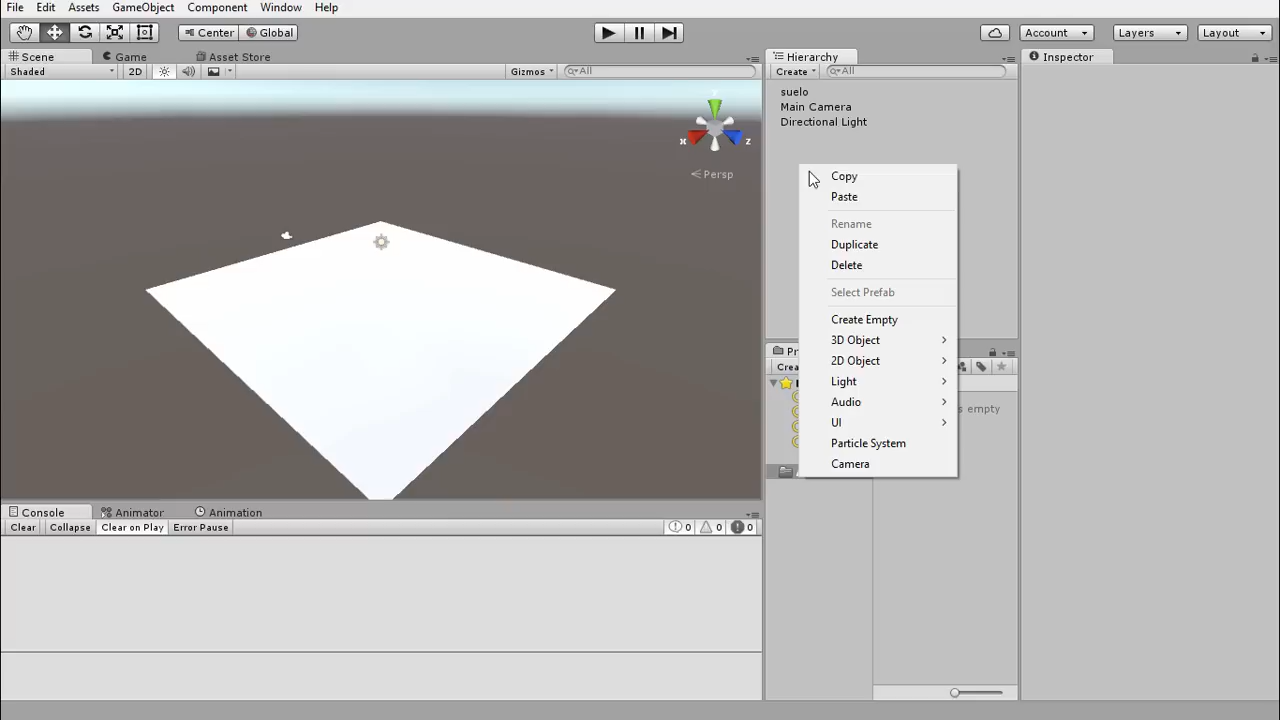 File Edit Assets GameObject Component Window Help
Center Global Account Layers Layout
Scene Game Asset Store Hierarchy Inspector
Shaded 2D Gizmos All Create All
suelo
Main Camera
Directional Light
y
x z
Persp
Copy
Paste
Rename
Duplicate
Delete
Select Prefab
Create Empty
3D Object
2D Object
Light
Audio
UI
Particle System
Camera
Console Animator Animation
Clear Collapse Clear on Play Error Pause 0 0 0
empty